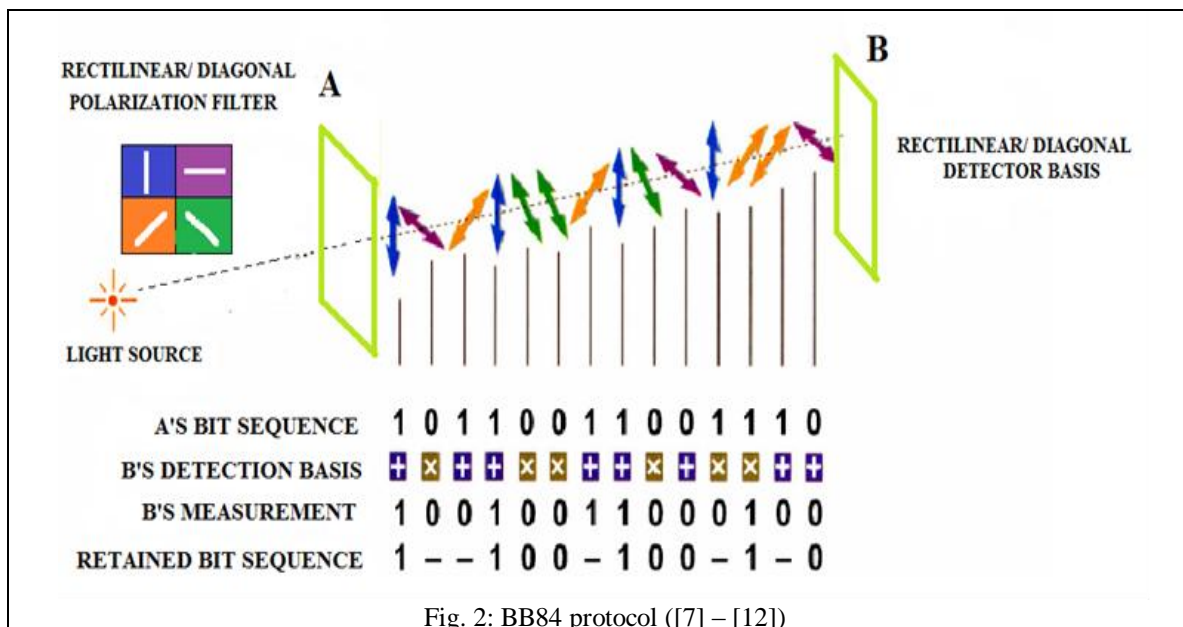 RECTILINEAR/ DIAGONAL
POLARIZATION FILTER
A
B
RECTILINEAR/ DIAGONAL
DETECTOR BASIS
LIGHT SOURCE
A'S BIT SEQUENCE 1 0 1 1 0 0 1 1 0 0 1 1 1 0
B'S DETECTION BASIS + × + + × × + + × + × × + +
B'S MEASUREMENT 1 0 0 1 0 0 1 1 0 0 0 1 0 0
RETAINED BIT SEQUENCE 1 – – 1 0 0 – 1 0 0 – 1 – 0
Fig. 2: BB84 protocol ([7] – [12])